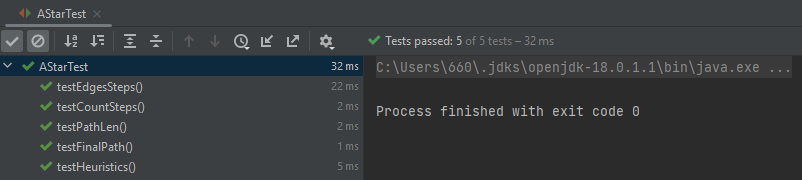 AStarTest
Tests passed: 5 of 5 tests – 32 ms
AStarTest 32 ms
testEdgesSteps() 22 ms
testCountSteps() 2 ms
testPathLen() 2 ms
testFinalPath() 1 ms
testHeuristics() 5 ms
C:\Users\660\.jdks\openjdk-18.0.1.1\bin\java.exe ...
Process finished with exit code 0